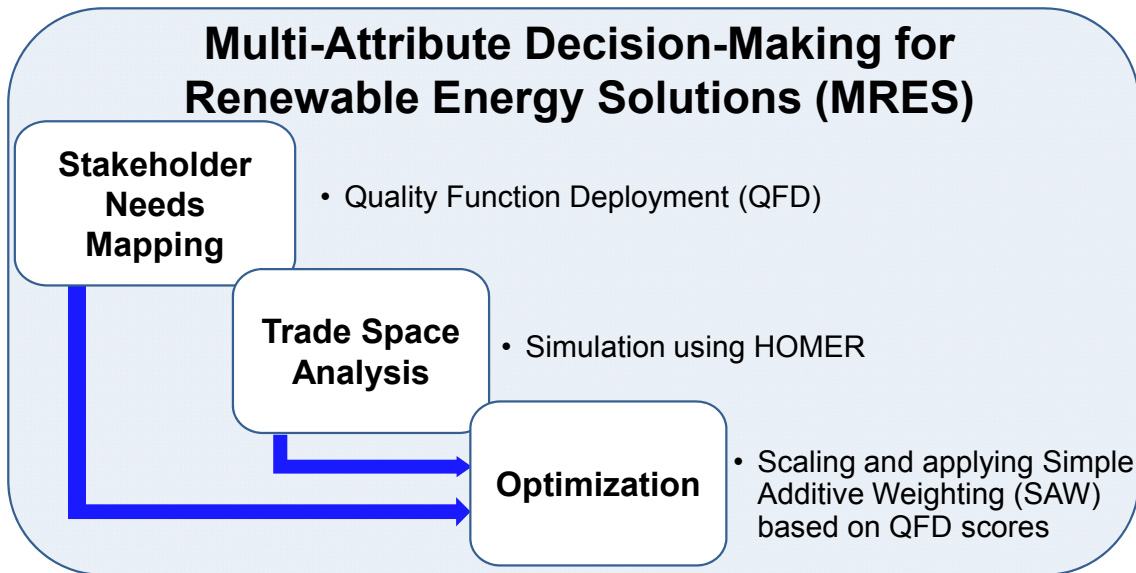 Multi-Attribute Decision-Making for
Renewable Energy Solutions (MRES)
Stakeholder
Needs
Mapping
• Quality Function Deployment (QFD)
Trade Space
Analysis
• Simulation using HOMER
Optimization
• Scaling and applying Simple
Additive Weighting (SAW)
based on QFD scores